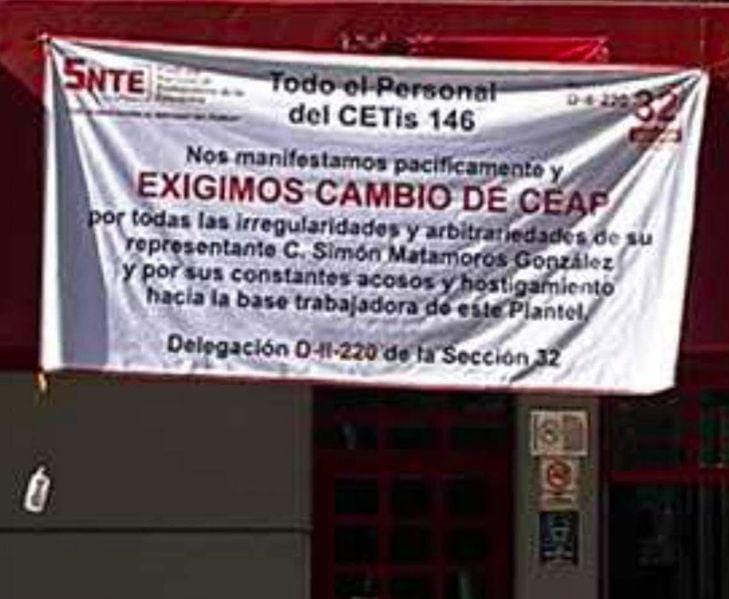 SNTE
Todo el Personal
del CETis 146
D-II-220
32
Nos manifestamos pacificamente y
EXIGIMOS CAMBIO DE CEAP
por todas las irregularidades y arbitrariedades de su
representante C. Simón Matamoros González
y por sus constantes acosos y hostigamiento
hacia la base trabajadora de este Plantel.
Delegación D-II-220 de la Sección 32